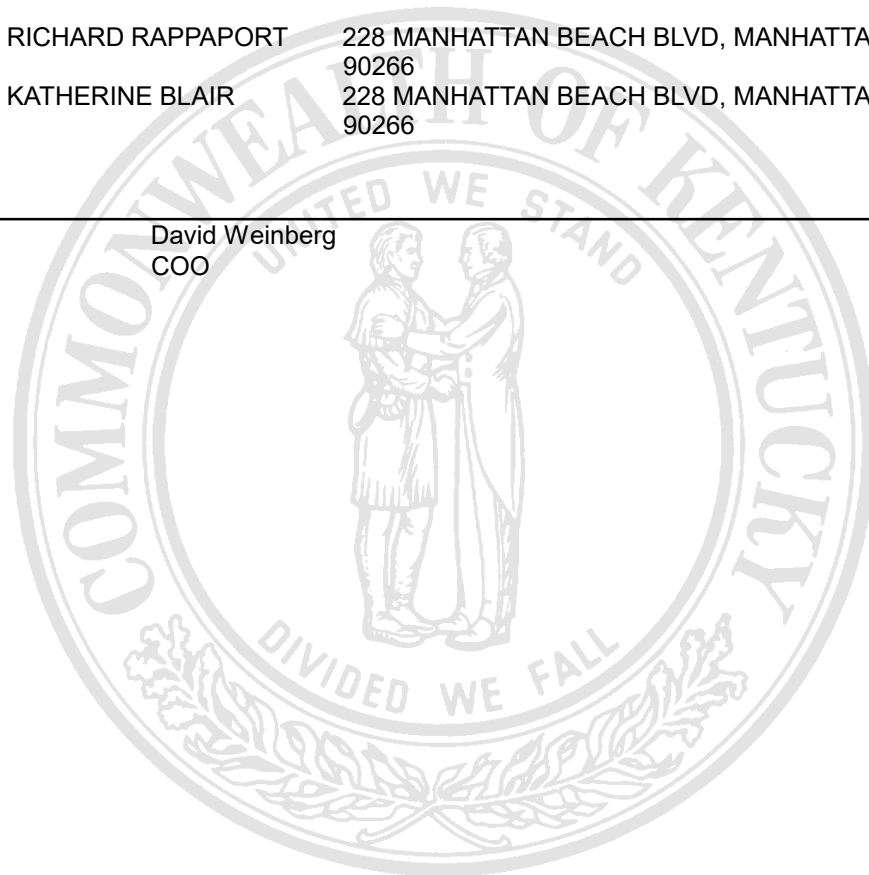 RICHARD RAPPAPORT 228 MANHATTAN BEACH BLVD, MANHATTA
90266
KATHERINE BLAIR 228 MANHATTAN BEACH BLVD, MANHATTA
90266
David Weinberg
COO
COMMONWEALTH OF KENTUCKY
UNITED WE STAND
DIVIDED WE FALL